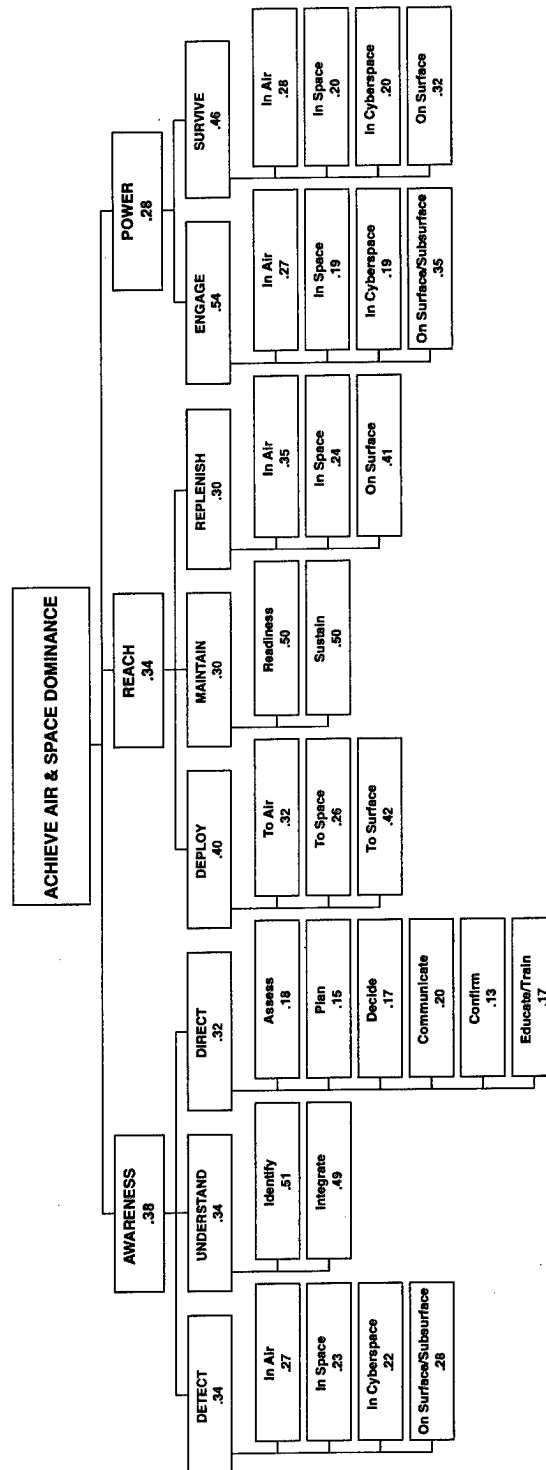 ACHIEVE AIR & SPACE DOMINANCE
AWARENESS
.38
REACH
.34
POWER
.28
DETECT
.34
UNDERSTAND
.34
DIRECT
.32
DEPLOY
.40
MAINTAIN
.30
REPLENISH
.30
ENGAGE
.54
SURVIVE
.46
In Air
.27
In Space
.23
In Cyberspace
.22
On Surface/Subsurface
.28
Identify
.51
Integrate
.49
Assess
.18
Plan
.15
Decide
.17
Communicate
.20
Confirm
.13
Educate/Train
.17
To Air
.32
To Space
.26
To Surface
.42
Readiness
.50
Sustain
.50
In Air
.35
In Space
.24
On Surface
.41
In Air
.27
In Space
.19
In Cyberspace
.19
On Surface/Subsurface
.35
In Air
.28
In Space
.20
In Cyberspace
.20
On Surface
.32